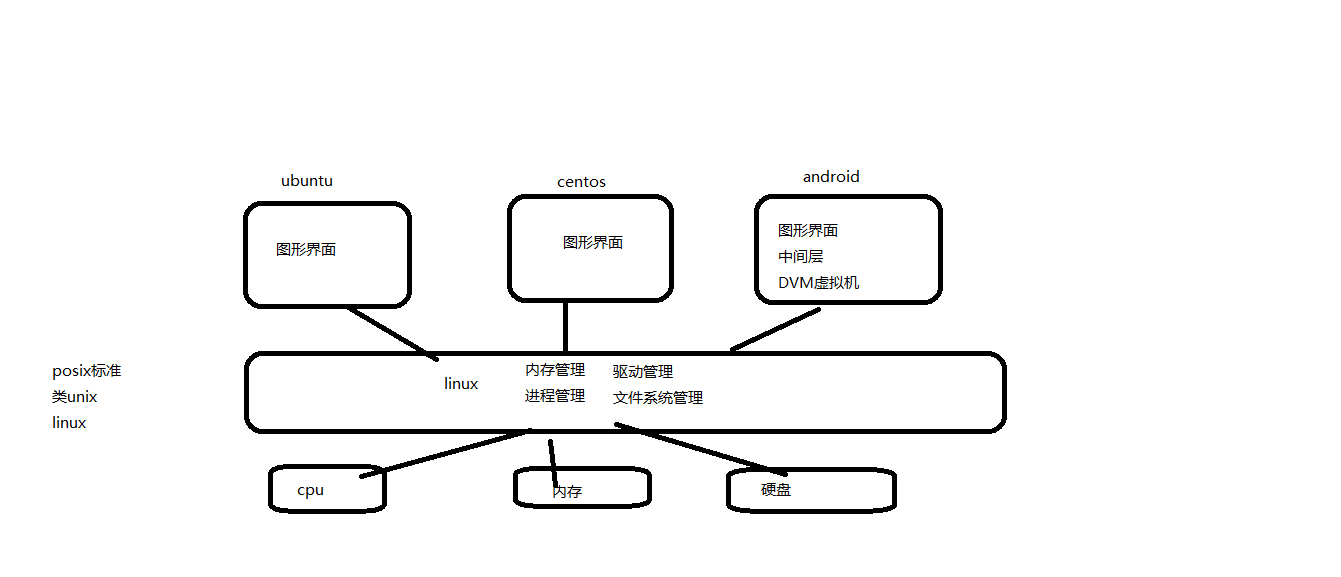 ubuntu
centos
android
图形界面
图形界面
图形界面
中间层
DVM虚拟机
posix标准
类unix
linux
linux
内存管理
进程管理
驱动管理
文件系统管理
cpu
内存
硬盘